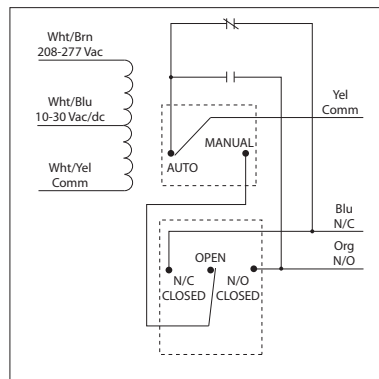 Wht/Brn
208-277 Vac
Wht/Blu
10-30 Vac/dc
Wht/Yel
Comm
Yel
Comm
MANUAL
AUTO
Blu
N/C
Org
N/O
OPEN
N/C
CLOSED
N/O
CLOSED